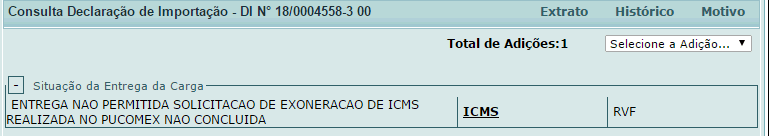 Consulta Declaração de Importação - DI N° 18/0004558-3 00 Extrato Histórico Motivo
Total de Adições:1 Selecione a Adição...
- Situação da Entrega da Carga
ENTREGA NAO PERMITIDA SOLICITACAO DE EXONERACAO DE ICMS ICMS RVF
REALIZADA NO PUCOMEX NAO CONCLUIDA